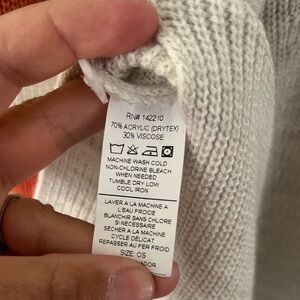 RN# 142210
70% ACRYLIC (DRYTEX)
30% VISCOSE
MACHINE WASH COLD
NON-CHLORINE BLEACH
WHEN NEEDED
TUMBLE DRY LOW
COOL IRON
LAVER A LA MACHINE A
L'EAU FROIDE
BLANCHIR SANS CHLORE
SI NECESSAIRE
SÉCHER A LA MACHINE
CYCLE DELICAT
REPASSER AU FER FROID
SIZE: OS